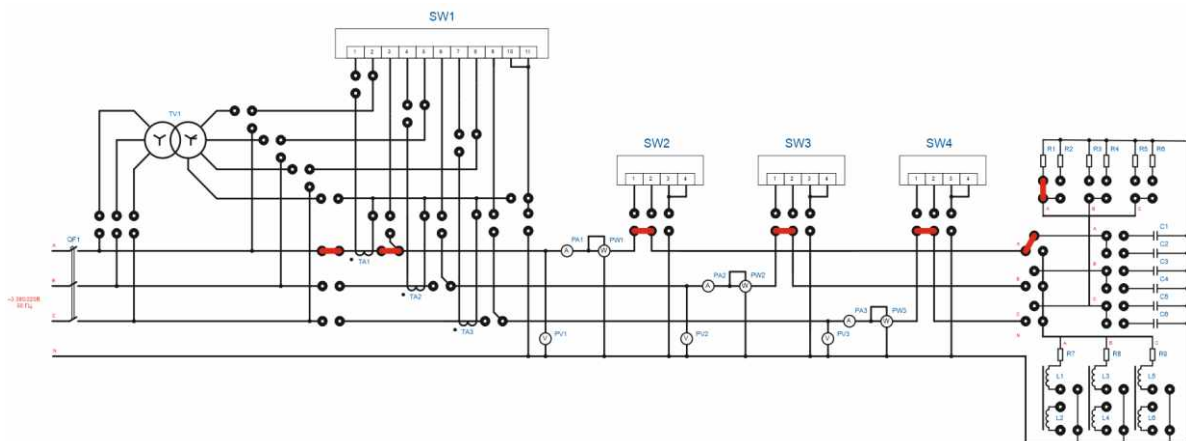 SW1
1 2 3 4 5 6 7 8 9 10 11
TV1
SW2
SW3
SW4
1 2 3 4
1 2 3 4
1 2 3 4
R1 R2 R3 R4 R5 R6
A B C
QF1
A
B
C
N
~3 380/220В
50 ГЦ
TA1
TA2
TA3
A PA1 W PW1
A PA2 W PW2
A PA3 W PW3
V PV1
V PV2
V PV3
A
B
C
N
A
B
C
C1
C2
C3
C4
C5
C6
A B C
R7 R8 R9
L1 L3 L5
L2 L4 L6